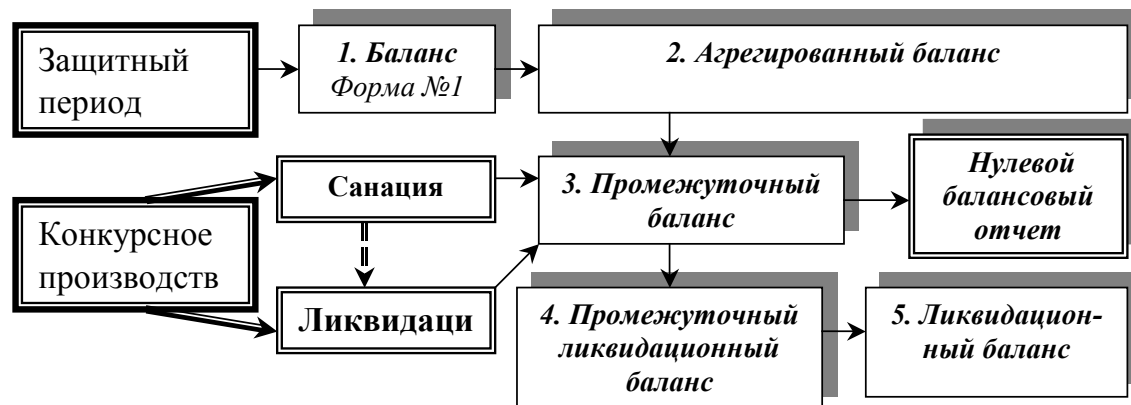 Защитный
период
1. Баланс
Форма №1
2. Агрегированный баланс
Санация
3. Промежуточный
баланс
Нулевой
балансовый
отчет
Конкурсное
производств
Ликвидаци
4. Промежуточный
ликвидационный
баланс
5. Ликвидацион-
ный баланс